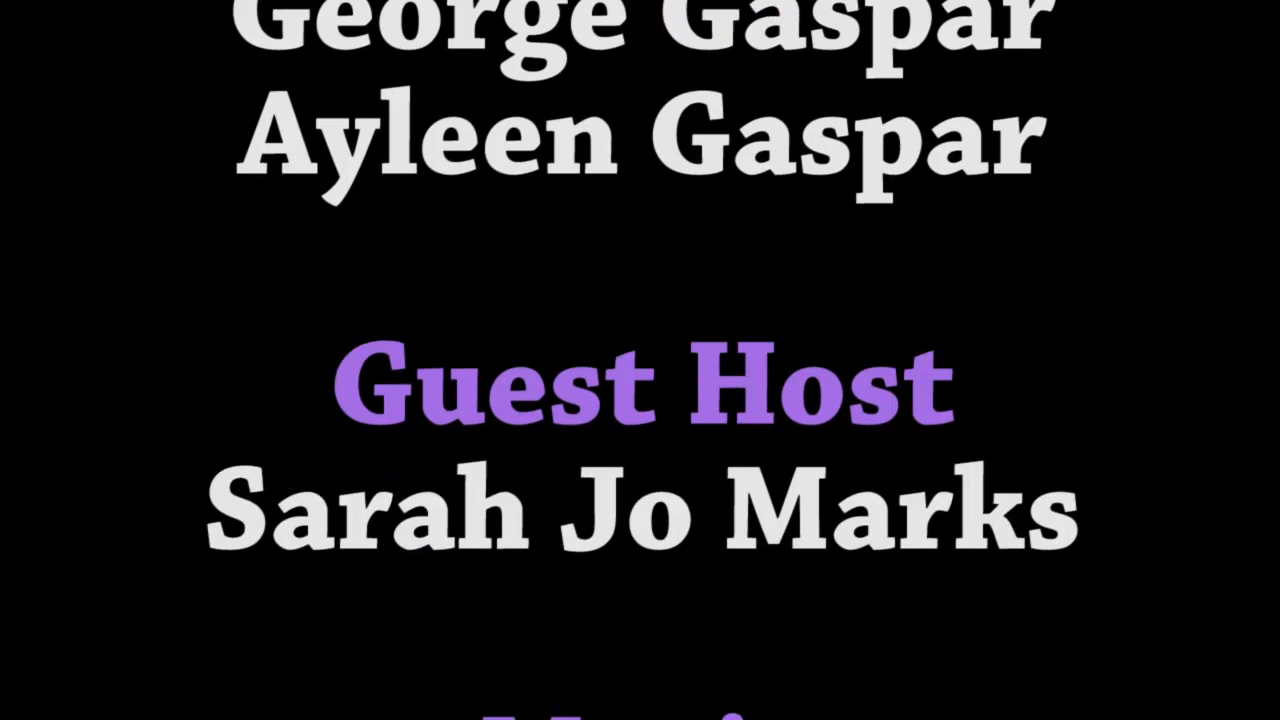 George Gaspar
Ayleen Gaspar
Guest Host
Sarah Jo Marks